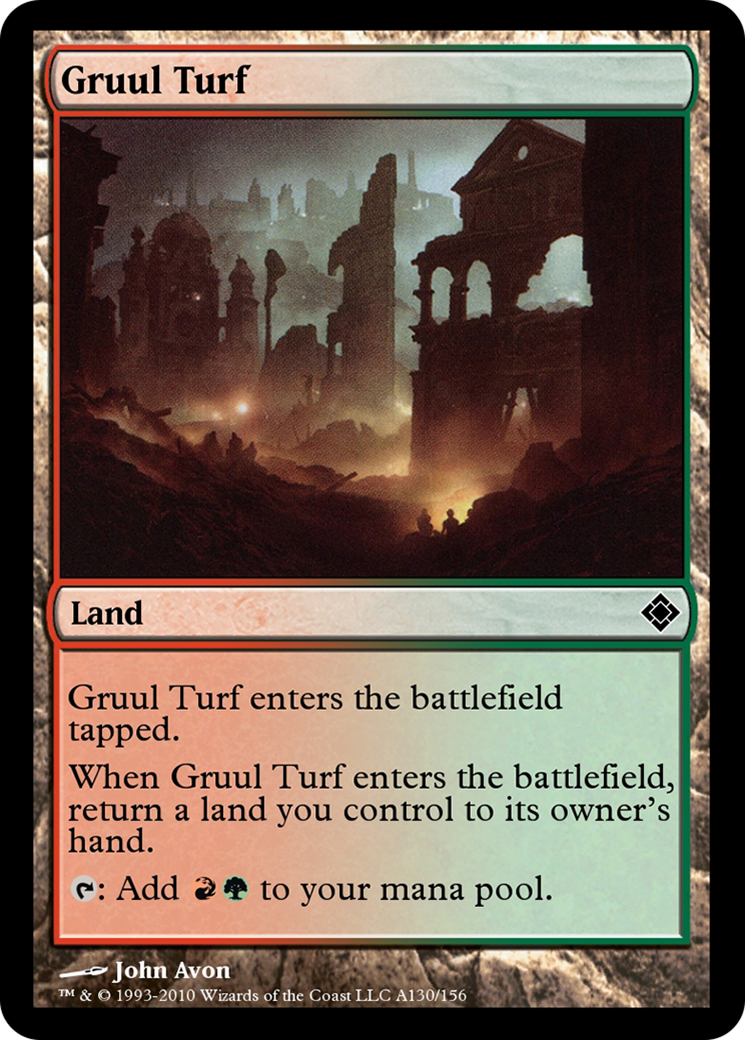 Gruul Turf
Land
Gruul Turf enters the battlefield
tapped.
When Gruul Turf enters the battlefield,
return a land you control to its owner's
hand.
: Add to your mana pool.
John Avon
™ & © 1993-2010 Wizards of the Coast LLC A130/156